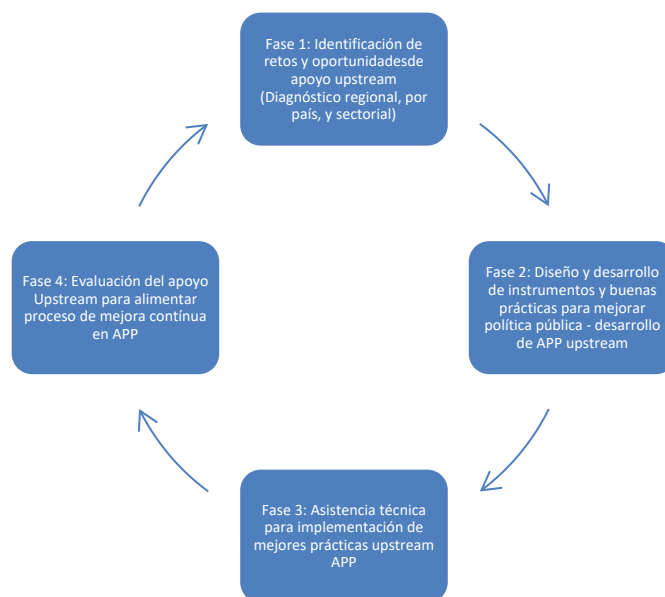 Fase 1: Identificación de
retos y oportunidadesde
apoyo upstream
(Diagnóstico regional, por
país, y sectorial)
Fase 2: Diseño y desarrollo
de instrumentos y buenas
prácticas para mejorar
política pública - desarrollo
de APP upstream
Fase 3: Asistencia técnica
para implementación de
mejores prácticas upstream
APP
Fase 4: Evaluación del apoyo
Upstream para alimentar
proceso de mejora contínua
en APP